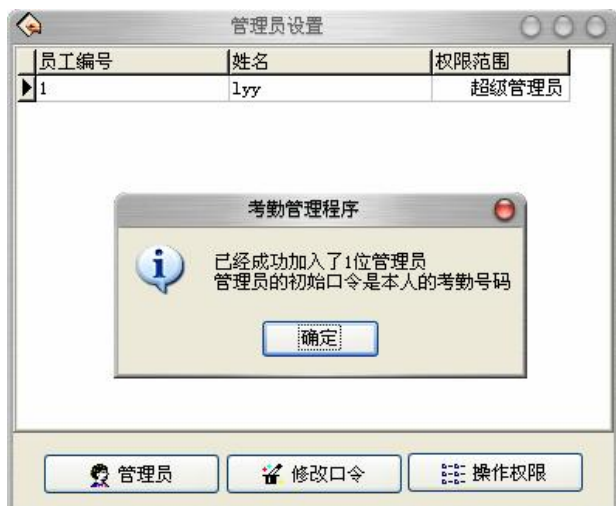 管理员设置
员工编号 姓名 权限范围
1 lyy 超级管理员
考勤管理程序
已经成功加入了1位管理员
管理员的初始口令是本人的考勤号码
确定
管理员 修改口令 操作权限